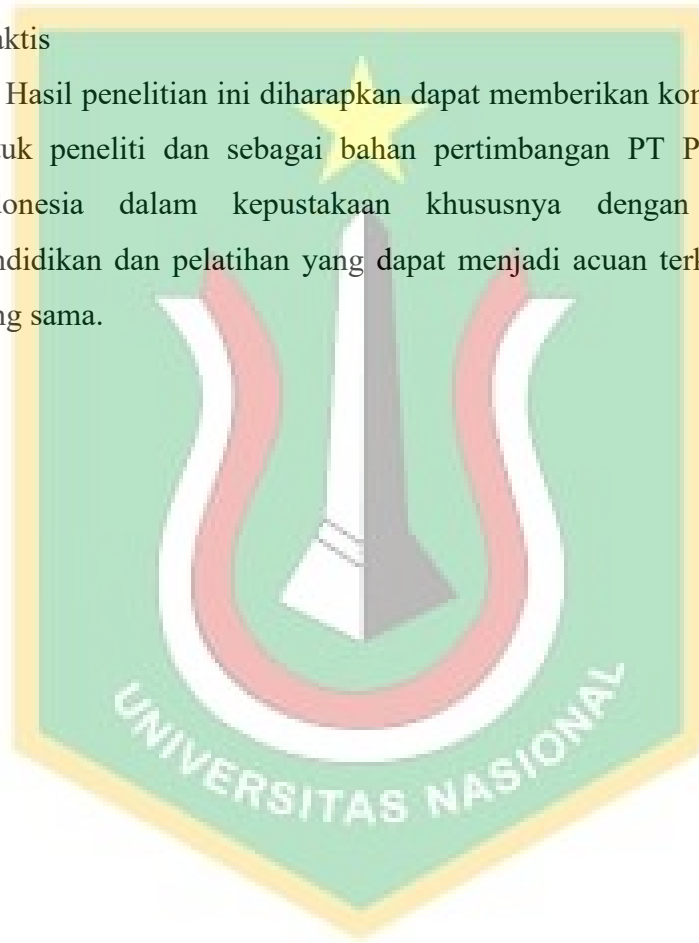 aktis
Hasil penelitian ini diharapkan dapat memberikan kon
uk peneliti dan sebagai bahan pertimbangan PT P
onesia dalam kepustakaan khususnya dengan
ndidikan dan pelatihan yang dapat menjadi acuan terk
ng sama.
UNIVERSITAS NASIONAL